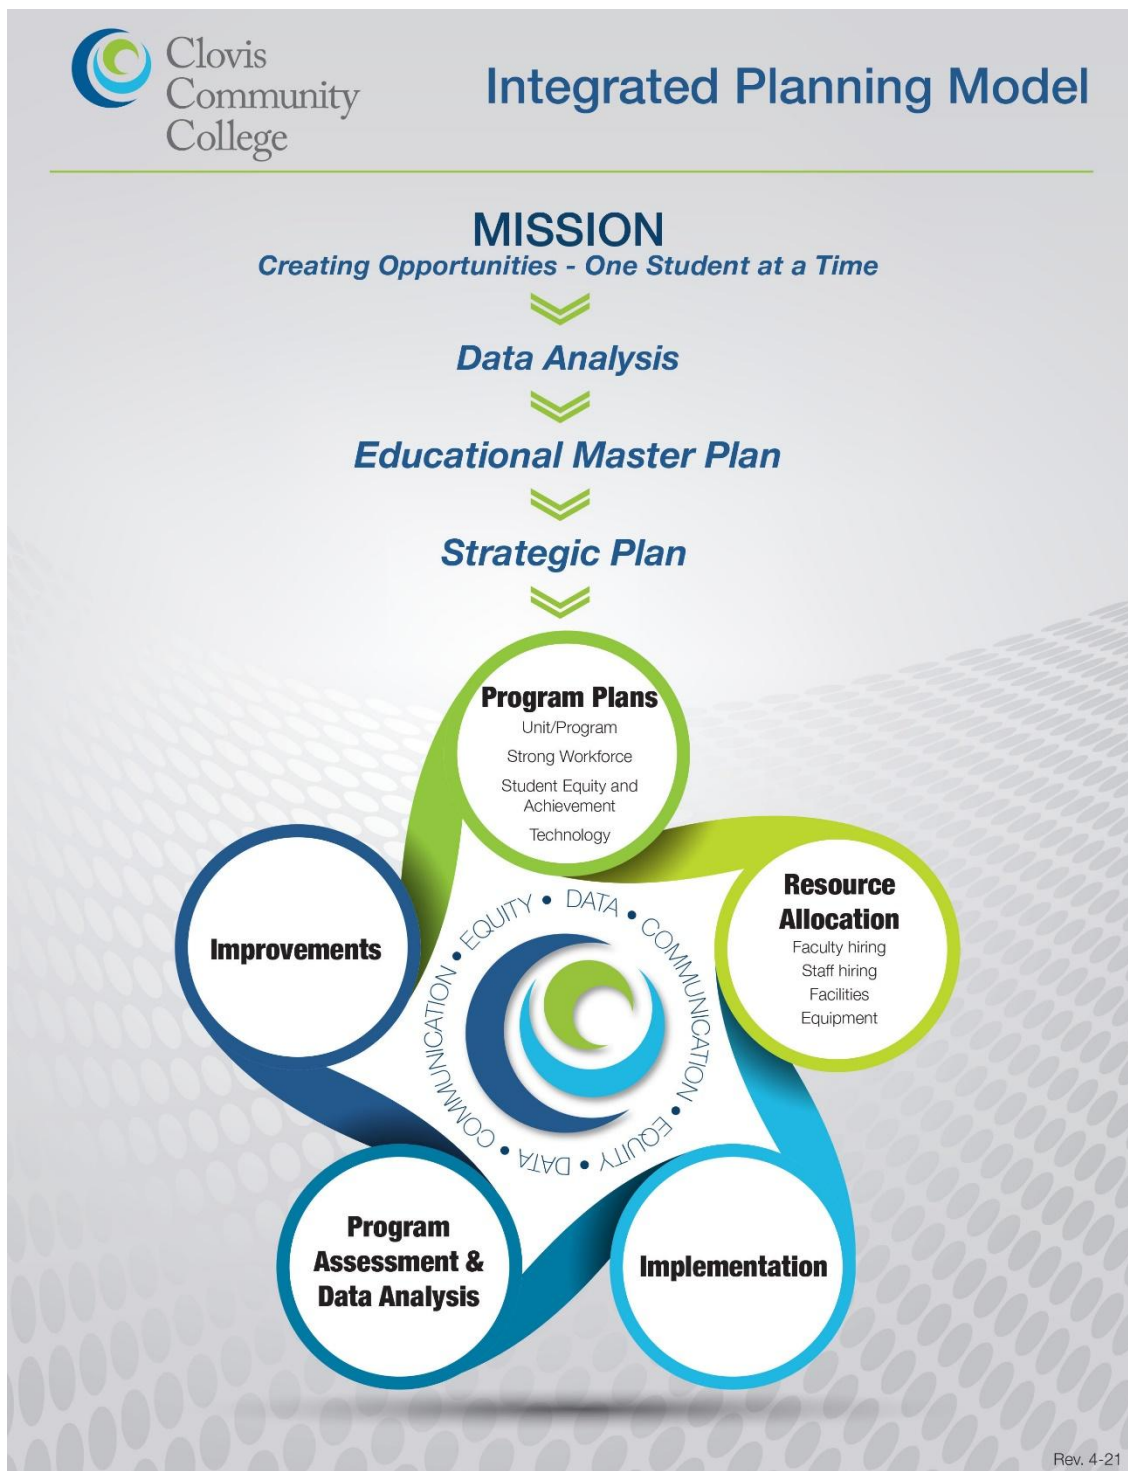 Clovis
Community
College
Integrated Planning Model
MISSION
Creating Opportunities - One Student at a Time
Data Analysis
Educational Master Plan
Strategic Plan
Program Plans
Unit/Program
Strong Workforce
Student Equity and
Achievement
Technology
Resource
Allocation
Faculty hiring
Staff hiring
Facilities
Equipment
Implementation
Program
Assessment &
Data Analysis
Improvements
EQUITY • DATA • COMMUNICATION • EQUITY • DATA • COMMUNICATION •
Rev. 4-21